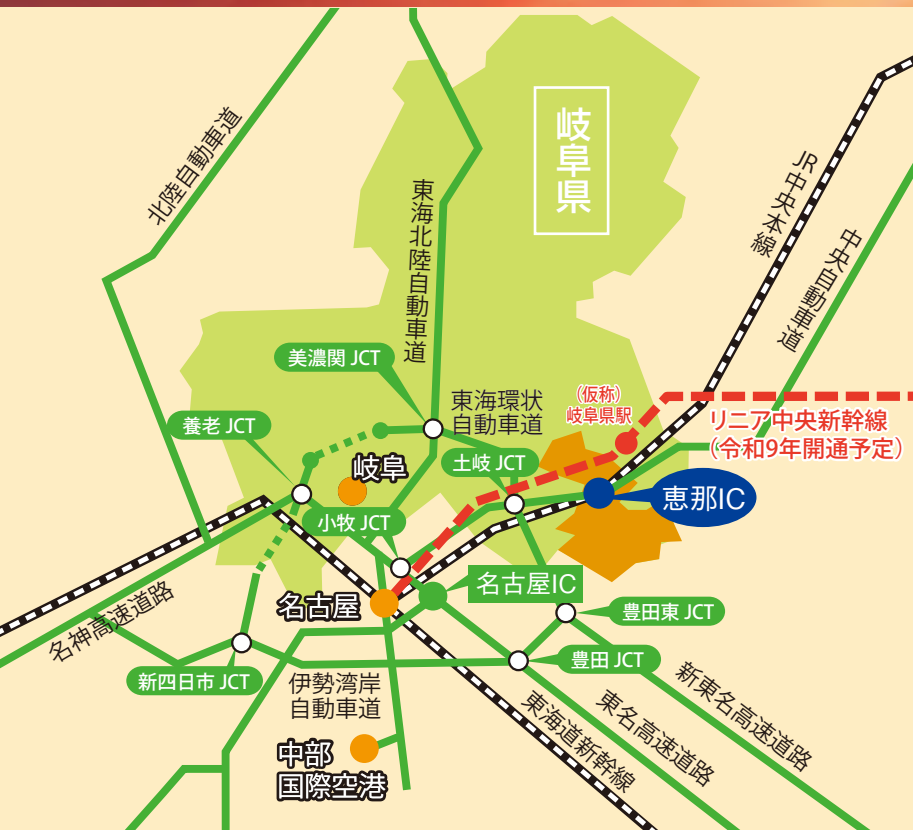 岐阜県
北陸自動車道
東海北陸自動車道
JR中央本線
中央自動車道
美濃関 JCT
東海環状
自動車道
(仮称)
岐阜県駅
リニア中央新幹線
(令和9年開通予定)
養老 JCT
岐阜
土岐 JCT
小牧 JCT
恵那IC
名古屋IC
名古屋
名神高速道路
豊田東 JCT
豊田 JCT
新四日市 JCT
伊勢湾岸
自動車道
東海道新幹線
東名高速道路
新東名高速道路
中部
国際空港